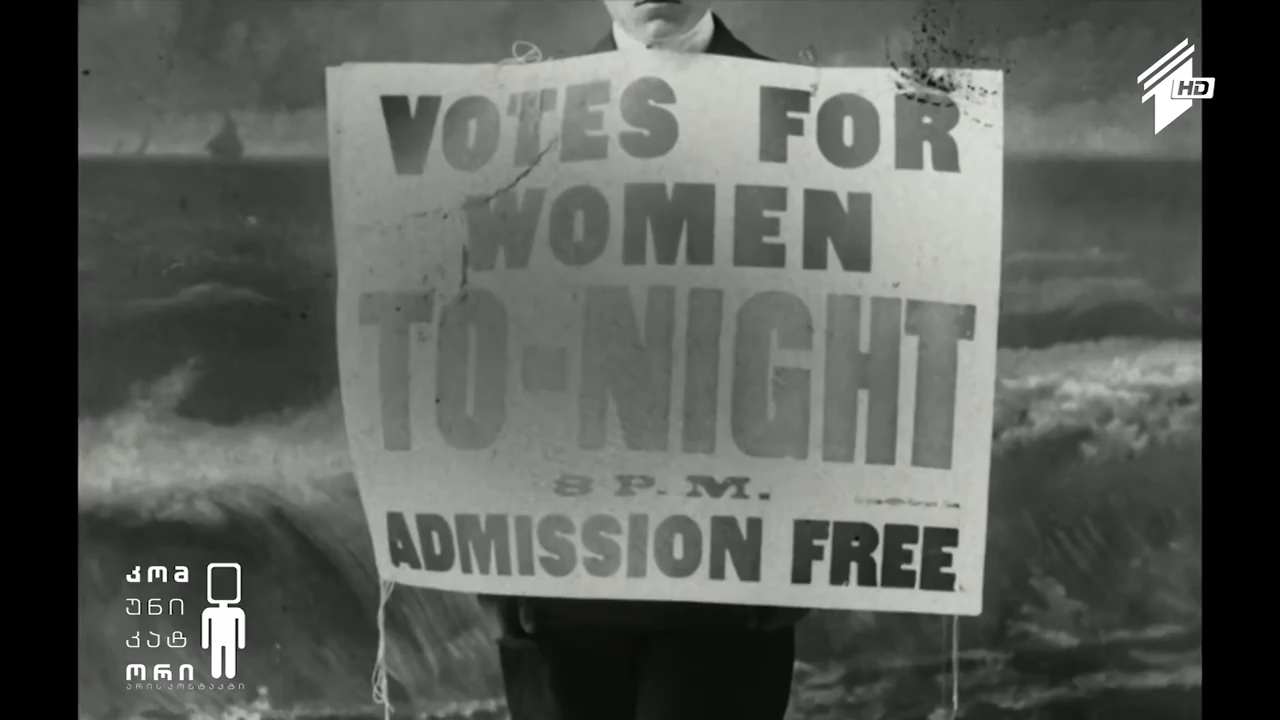 VOTES FOR
WOMEN
TO-NIGHT
8 P.M.
ADMISSION FREE
HD
კომ
უნი
კატ
ორი